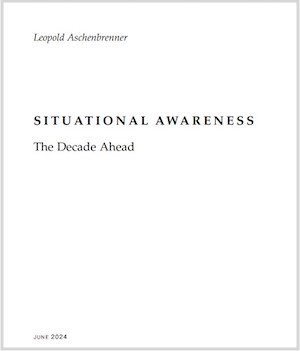 Leopold Aschenbrenner
SITUATIONAL AWARENESS
The Decade Ahead
JUNE 2024